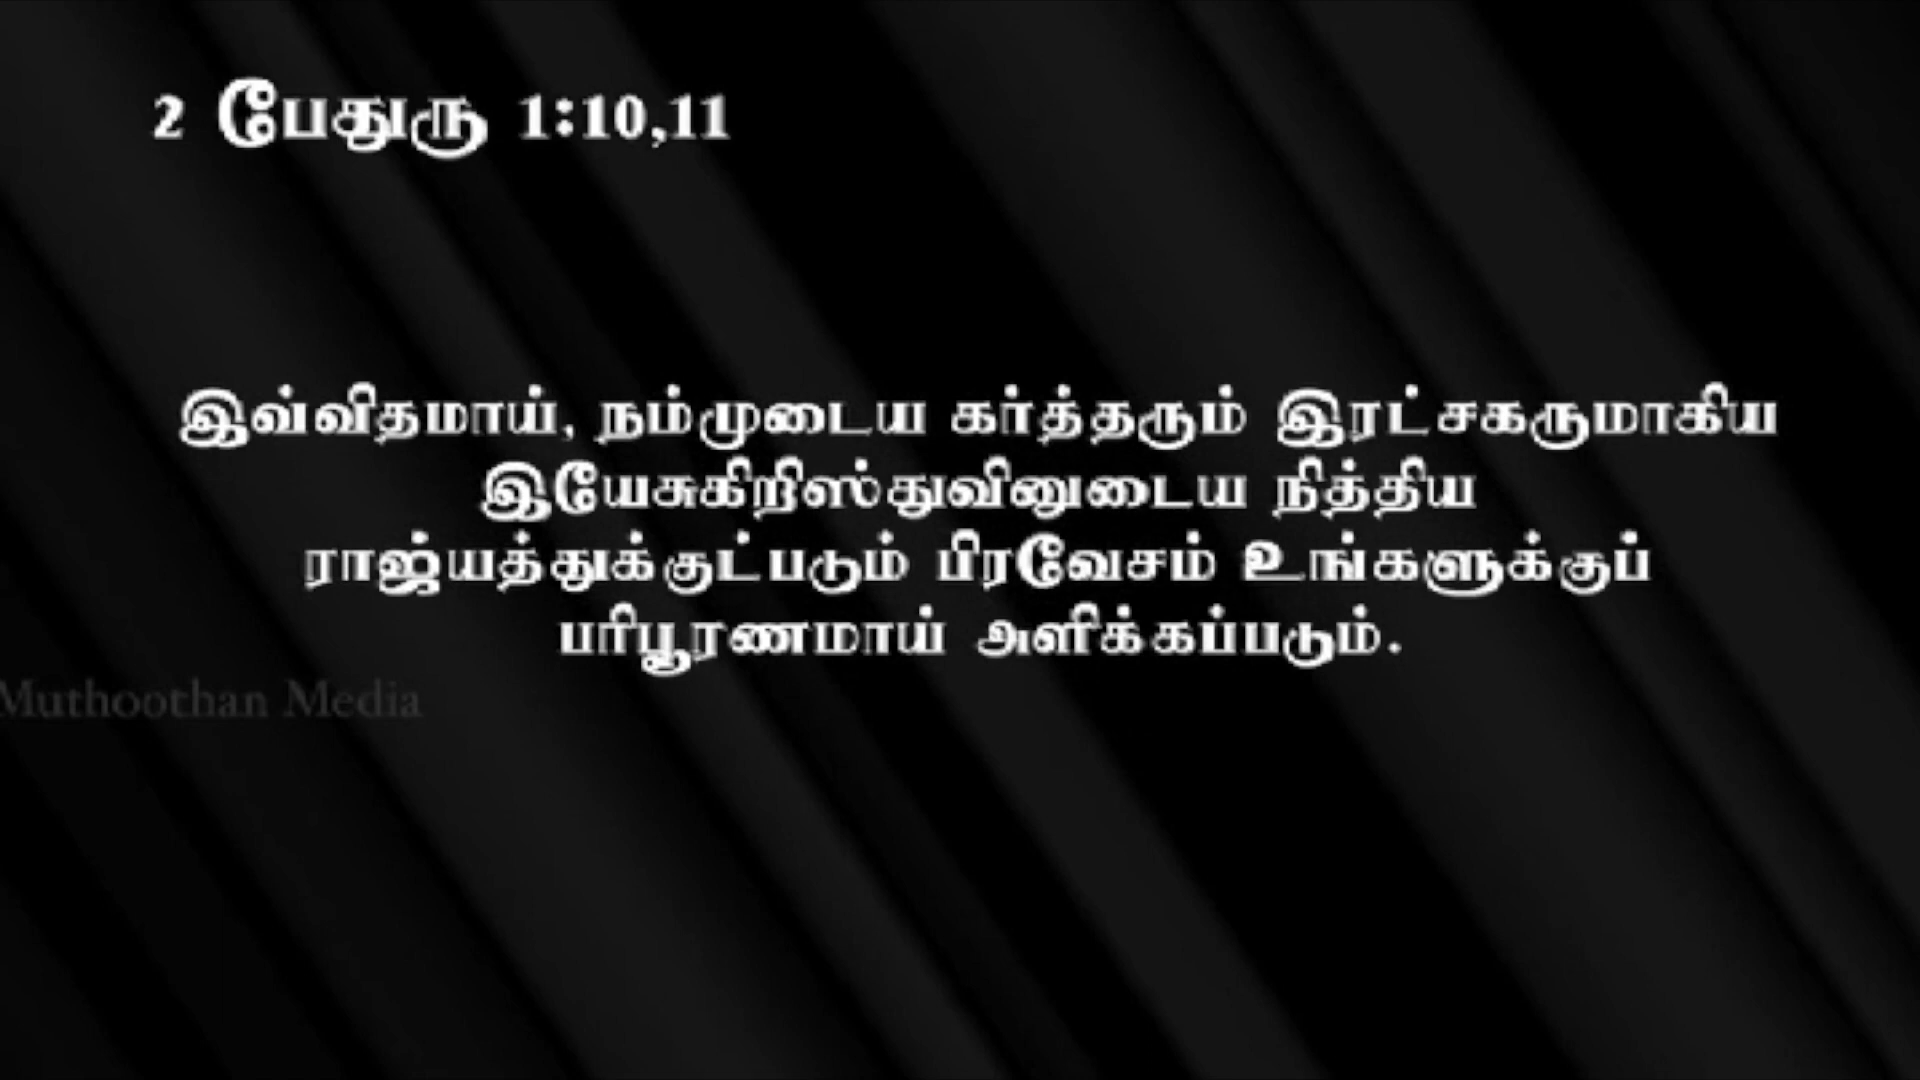 2 பேதுரு 1:10,11
இவ்விதமாய், நம்முடைய கர்த்தரும் இரட்சகருமாகிய
இயேசுகிறிஸ்துவினுடைய நித்திய
ராஜ்யத்துக்குட்படும் பிரவேசம் உங்களுக்குப்
பரிபூரணமாய் அளிக்கப்படும்.
Muthoothan Media